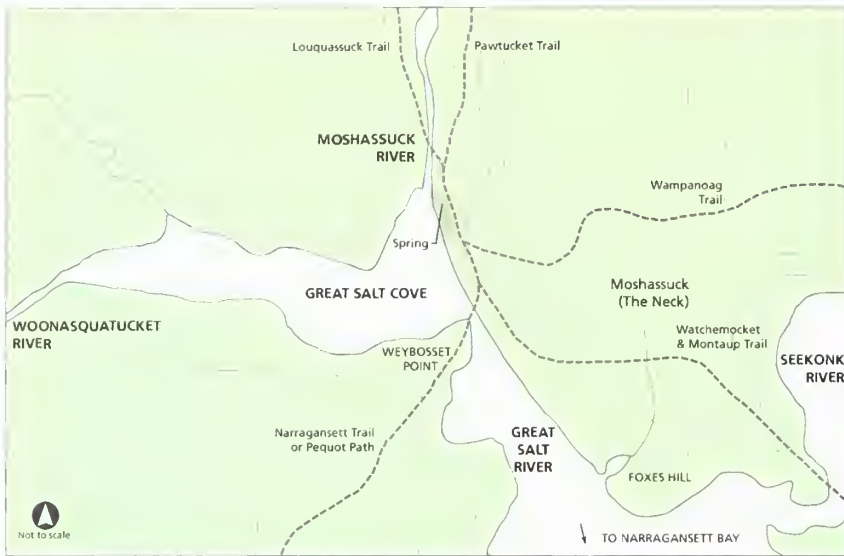 Louquassuck Trail
Pawtucket Trail
MOSHASSUCK
RIVER
Wampanoag
Trail
Spring
GREAT SALT COVE
Moshassuck
(The Neck)
WOONASQUATUCKET
RIVER
WEYBOSSET
POINT
Watchemocket
& Montaup Trail
SEEKONK
RIVER
Narragansett Trail
or Pequot Path
GREAT
SALT
RIVER
FOXES HILL
Not to scale
TO NARRAGANSETT BAY